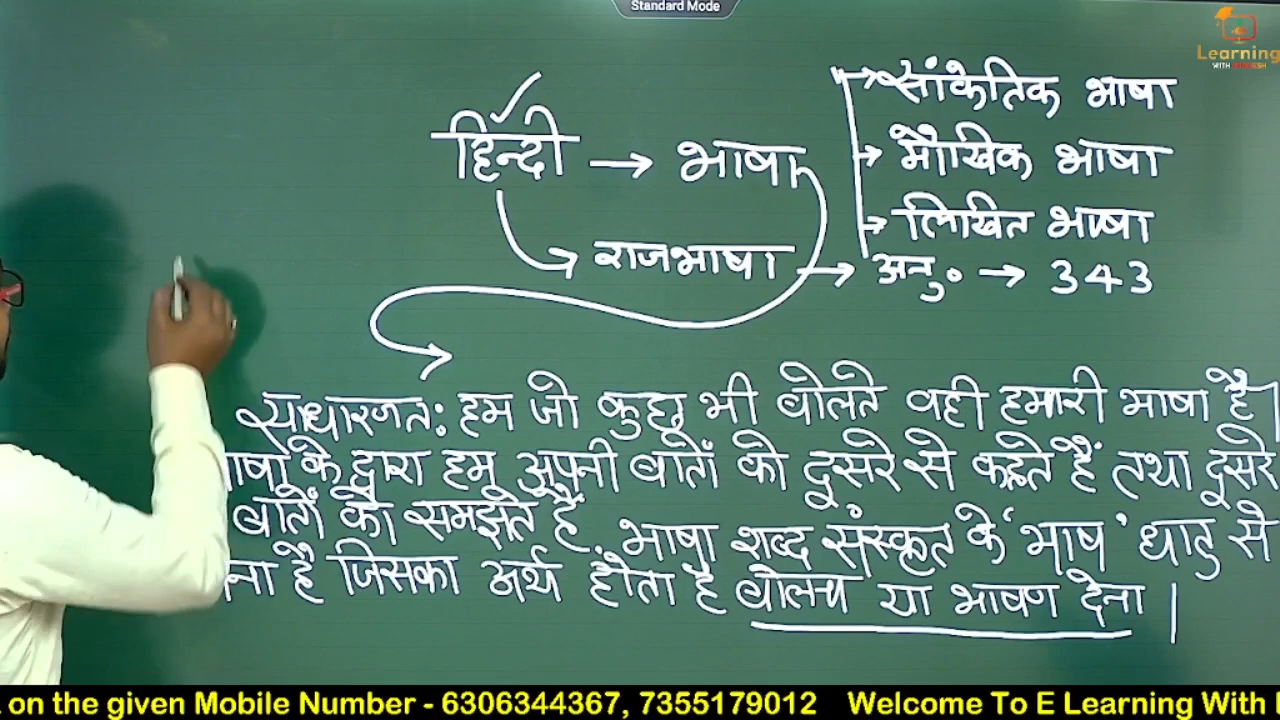 Standard Mode
Learning
WITH
हिन्दी → भाषा
→ सांकेतिक भाषा
→ मौखिक भाषा
→ लिखित भाषा
राजभाषा → अनु० → 343
साधारणतः हम जो कुछ भी बोलते वही हमारी भाषा है|
भाषा के द्वारा हम अपनी बातों को दूसरे से कहते हैं तथा दूसरे
बातों को समझते हैं भाषा शब्द संस्कृत के 'भाष' धातु से
ना है जिसका अर्थ होता है बोलना या भाषण देना |
on the given Mobile Number - 6306344367, 7355179012 Welcome To E Learning With